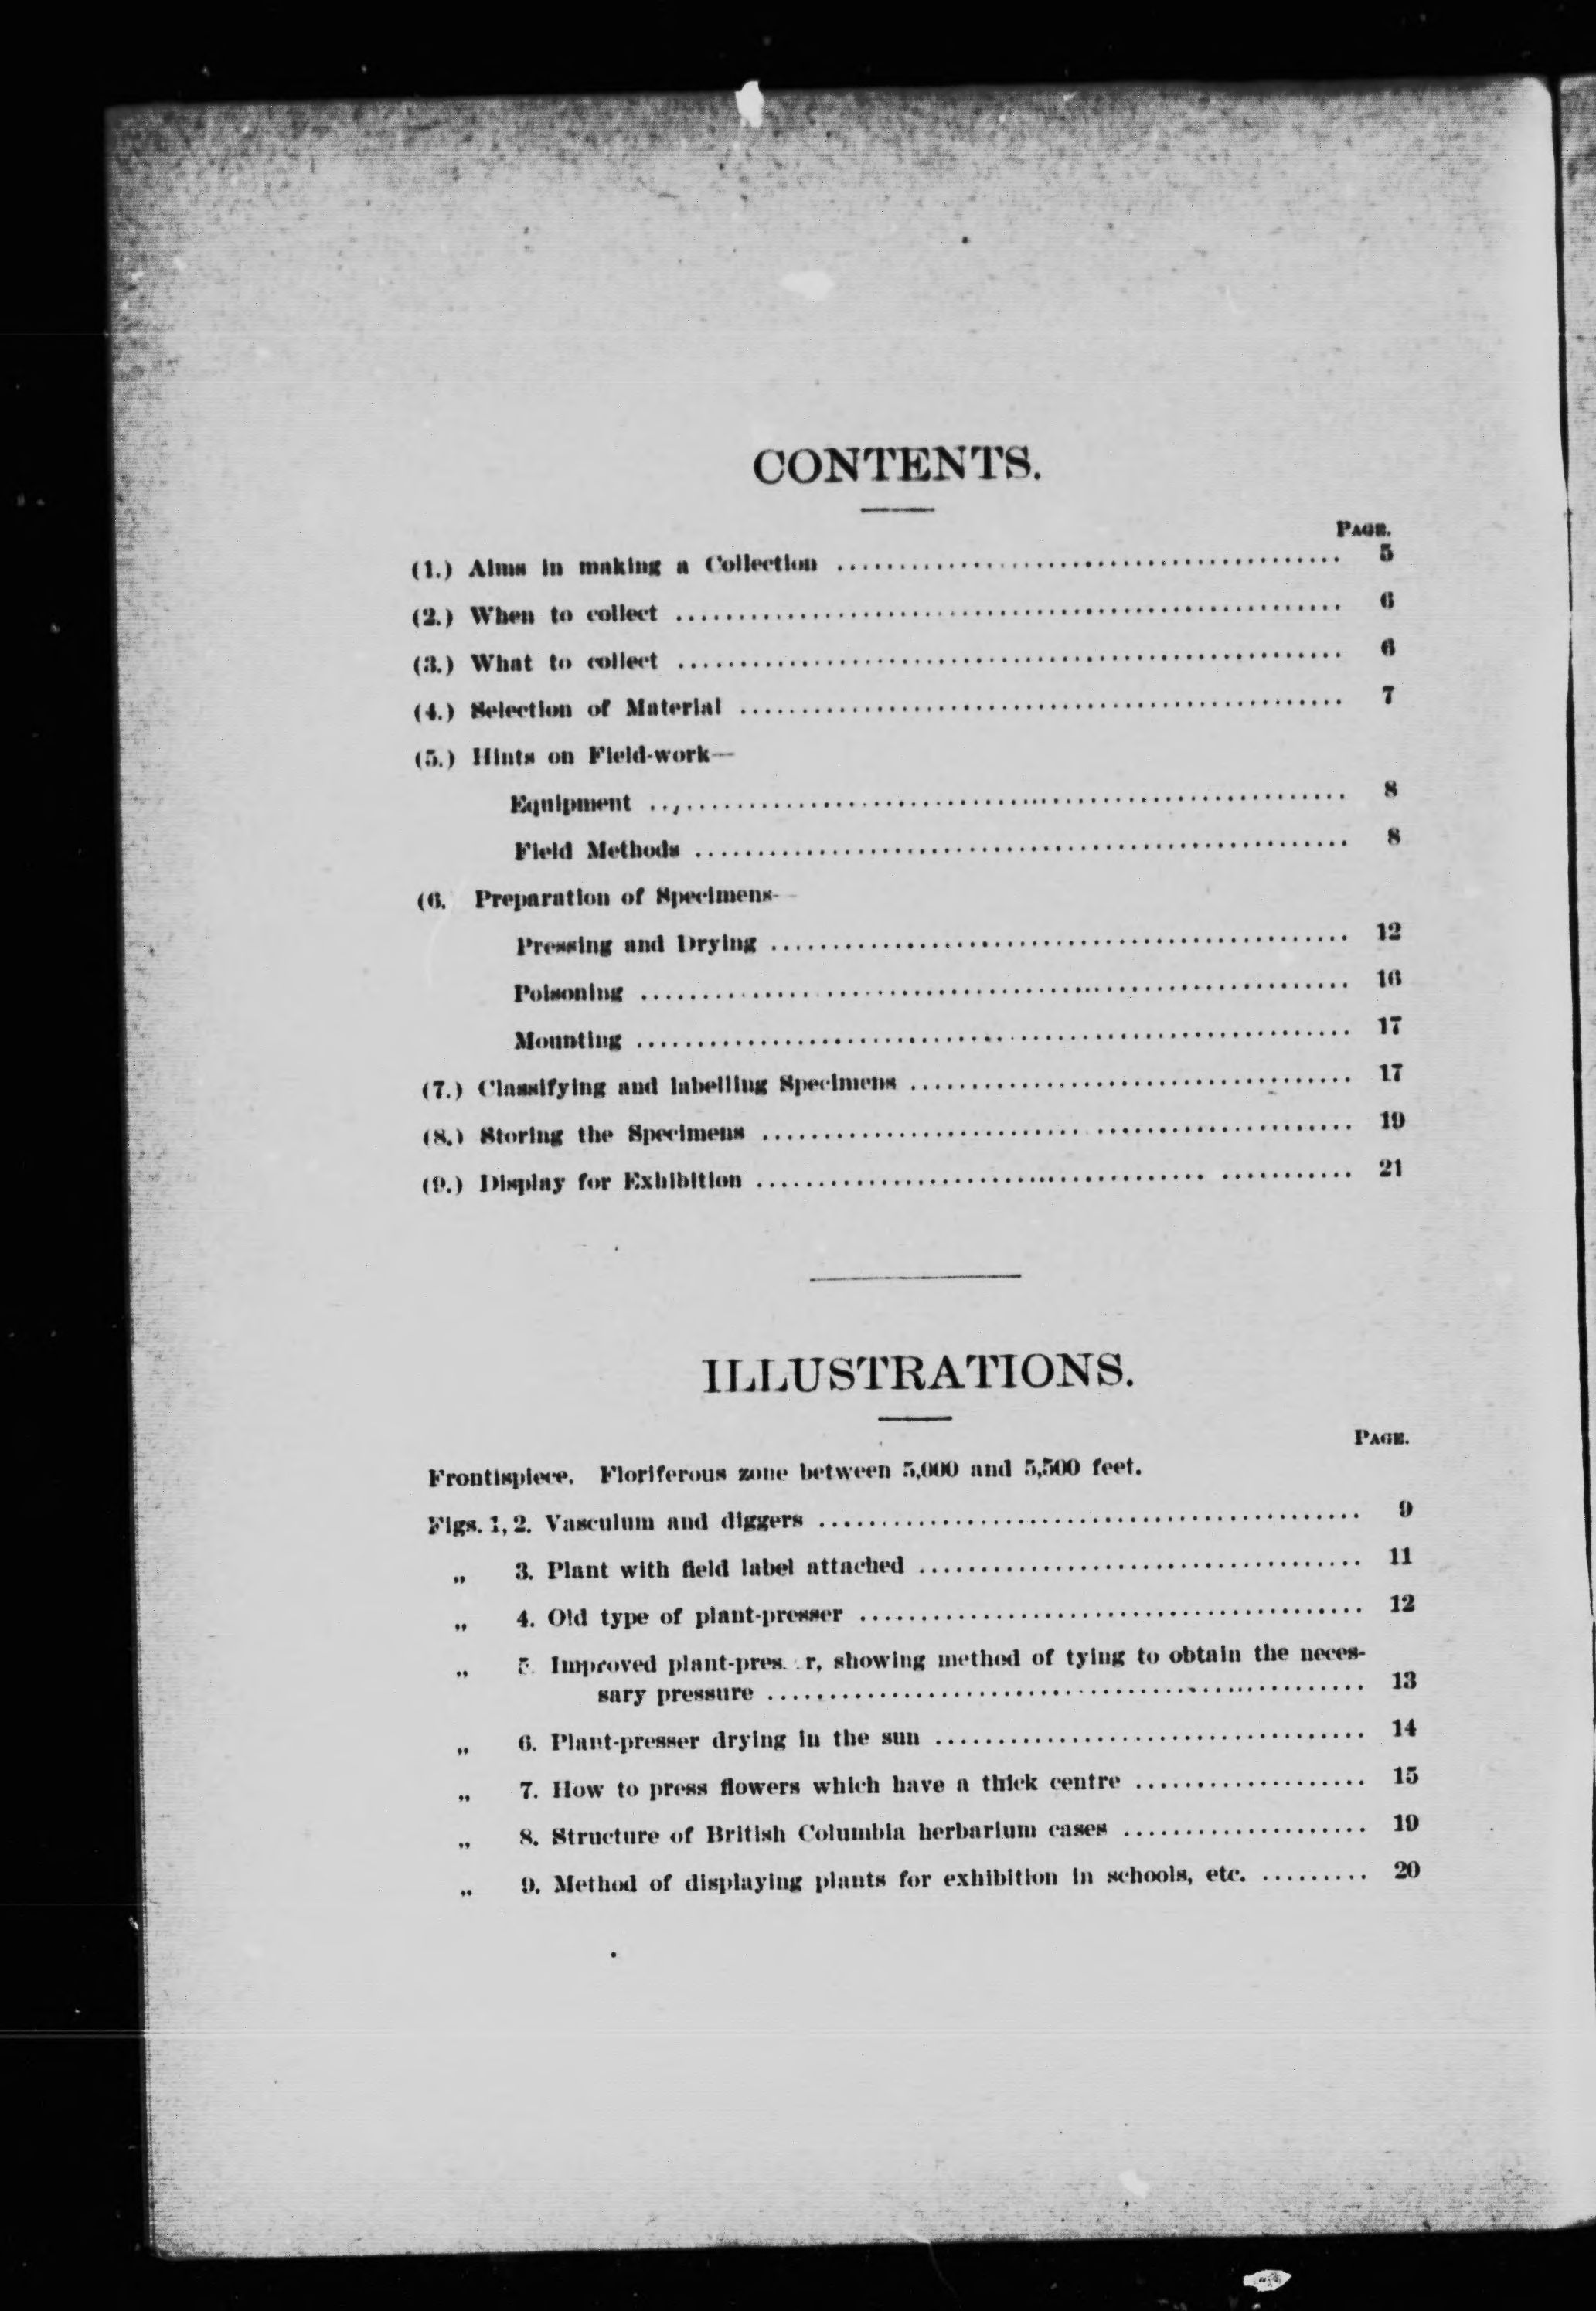 CONTENTS.
PAGE.
(1.) Aims in making a Collection ........................................ 5
(2.) When to collect ........................................ 6
(3.) What to collect ........................................ 6
(4.) Selection of Material ........................................ 7
(5.) Hints on Field-work—
Equipment ........................................ 8
Field Methods ........................................ 8
(6. Preparation of Specimens—
Pressing and Drying ........................................ 12
Poisoning ........................................ 16
Mounting ........................................ 17
(7.) Classifying and labelling Specimens ........................................ 17
(8.) Storing the Specimens ........................................ 19
(9.) Display for Exhibition ........................................ 21
ILLUSTRATIONS.
PAGE.
Frontispiece. Floriferous zone between 5,000 and 5,500 feet.
Figs. 1, 2. Vasculum and diggers ........................................ 9
„ 3. Plant with field label attached ........................................ 11
„ 4. Old type of plant-presser ........................................ 12
„ 5. Improved plant-pres. r, showing method of tying to obtain the neces-
sary pressure ........................................ 13
„ 6. Plant-presser drying in the sun ........................................ 14
„ 7. How to press flowers which have a thick centre ................... 15
„ 8. Structure of British Columbia herbarium cases .................... 19
„ 9. Method of displaying plants for exhibition in schools, etc. ......... 20